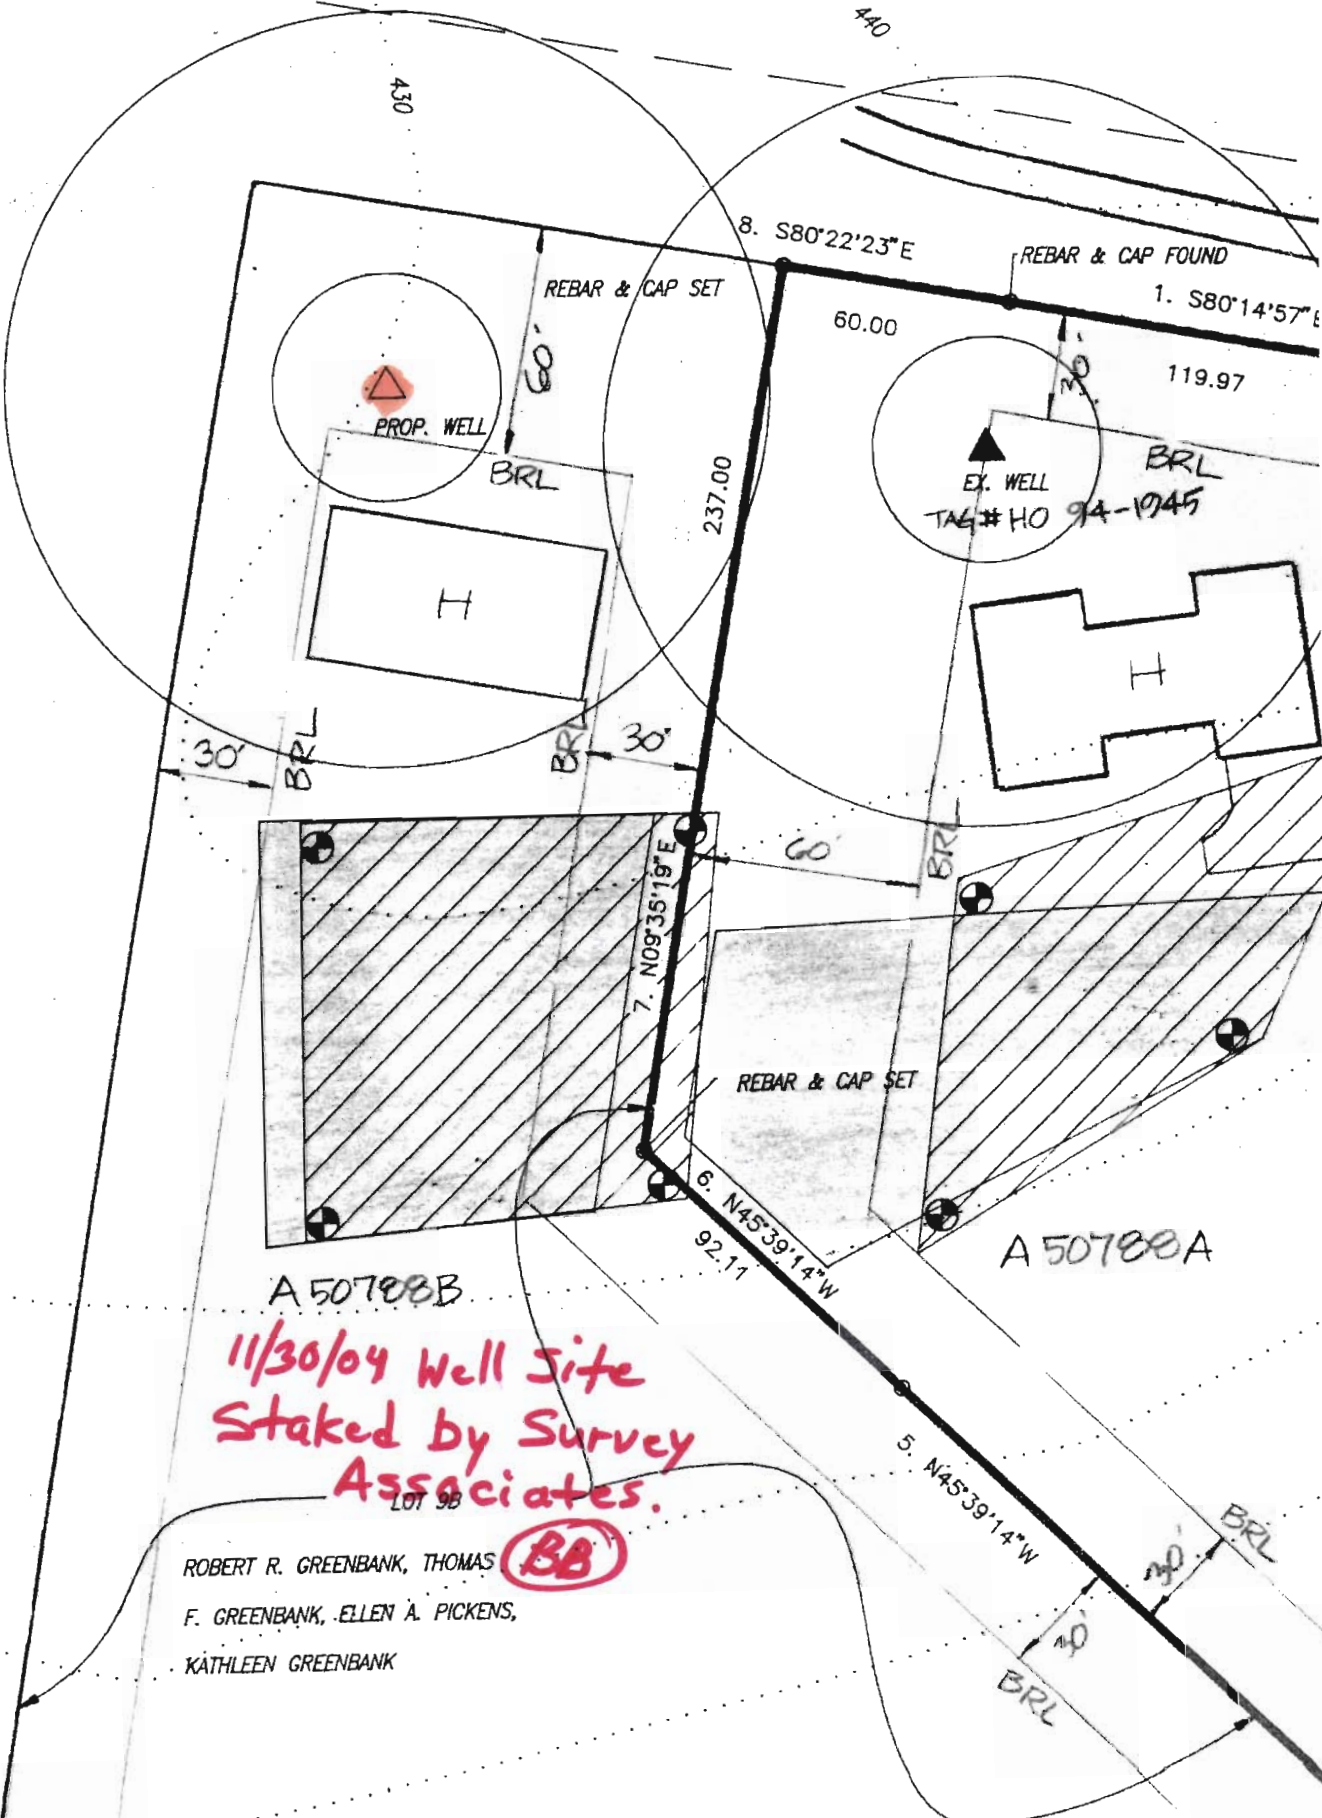 440
430
8. S80°22'23"E
REBAR & CAP FOUND
REBAR & CAP SET
1. S80°14'57"E
60.00
60'
30'
119.97
PROP. WELL
BRL
BRL
237.00
EX. WELL
TAG # HO 94-1945
H
H
30'
BRL
BRL
30'
60'
BRL
7. N09°35'19"E
REBAR & CAP SET
6. N45°39'14"W
92.11
A50788A
A50788B
11/30/04 Well Site
Staked by Survey
Associates.
LOT 9B
BB
5. N45°39'14"W
ROBERT R. GREENBANK, THOMAS
F. GREENBANK, ELLEN A. PICKENS,
KATHLEEN GREENBANK
BRL
30'
30'
BRL